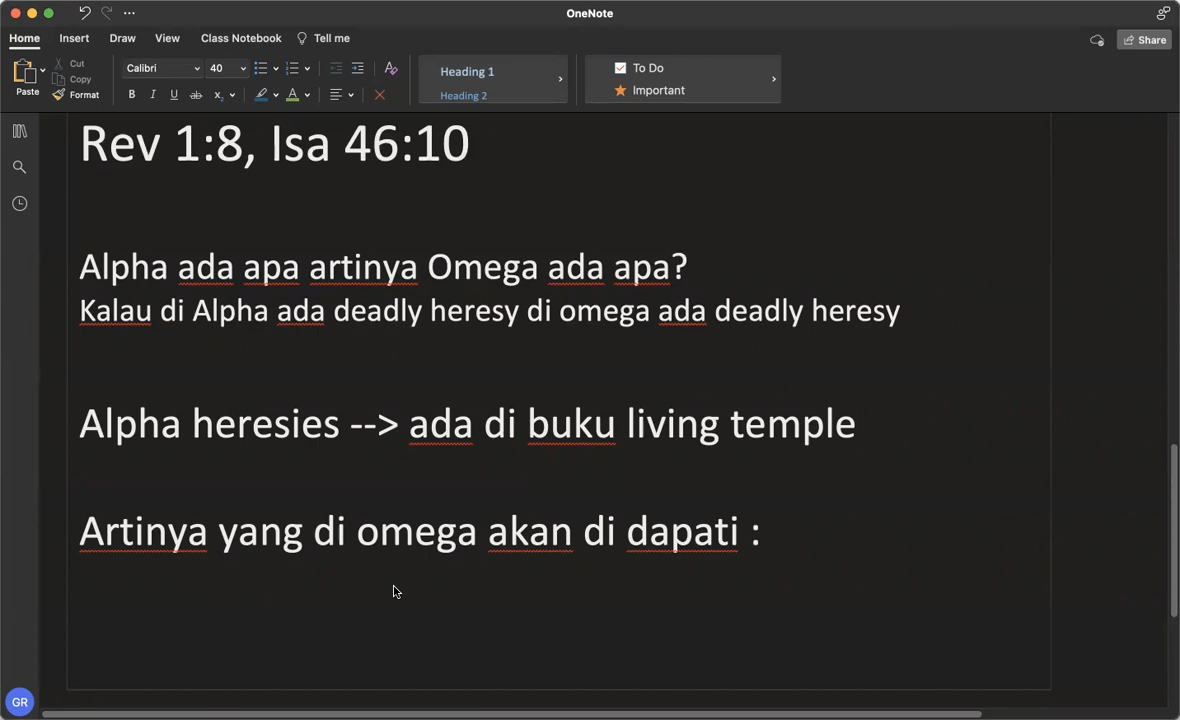 OneNote
Home Insert Draw View Class Notebook Tell me
Share
Paste
Cut
Copy
Format
Calibri 40
B I U ab x₂ A
Heading 1
Heading 2
To Do
Important
Rev 1:8, Isa 46:10
Alpha ada apa artinya Omega ada apa?
Kalau di Alpha ada deadly heresy di omega ada deadly heresy
Alpha heresies --> ada di buku living temple
Artinya yang di omega akan di dapati :
GR